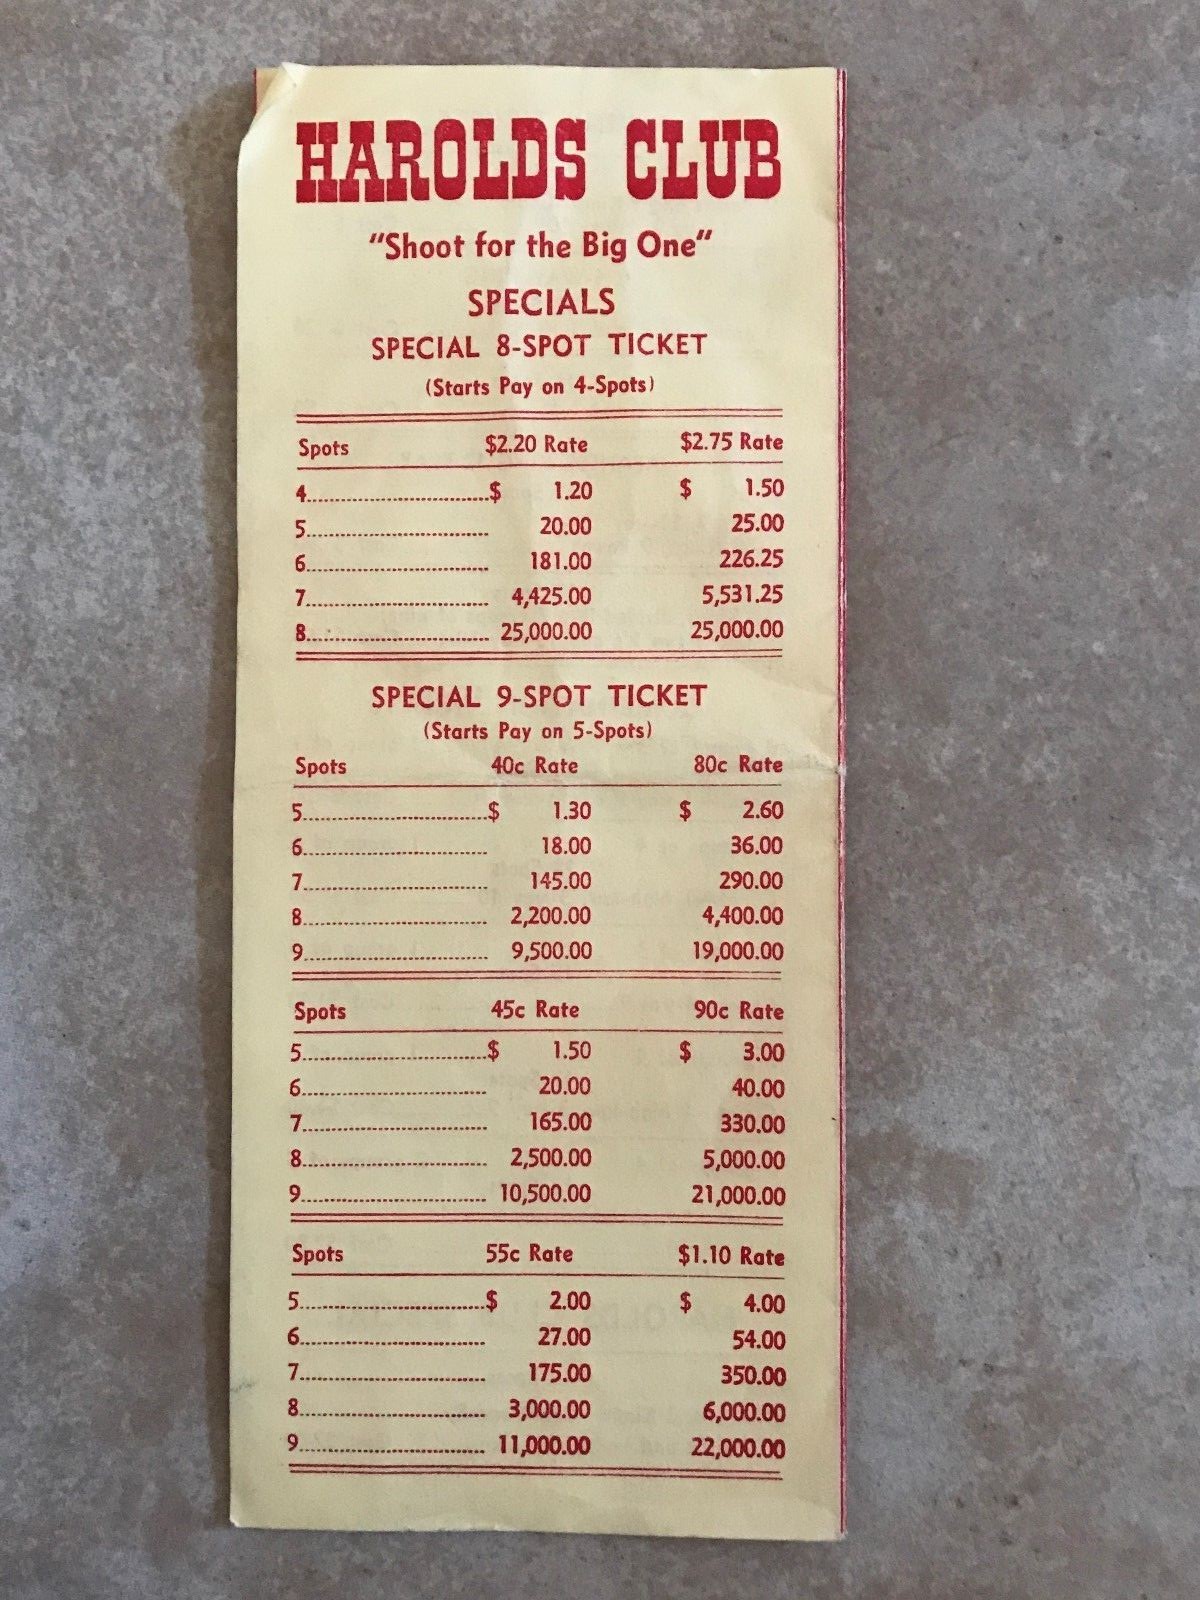 HAROLDS CLUB
"Shoot for the Big One"
SPECIALS
SPECIAL 8-SPOT TICKET
(Starts Pay on 4-Spots)
Spots $2.20 Rate $2.75 Rate
4..............................$ 1.20 $ 1.50
5.............................. 20.00 25.00
6.............................. 181.00 226.25
7.............................. 4,425.00 5,531.25
8.............................. 25,000.00 25,000.00
SPECIAL 9-SPOT TICKET
(Starts Pay on 5-Spots)
Spots 40c Rate 80c Rate
5..............................$ 1.30 $ 2.60
6.............................. 18.00 36.00
7.............................. 145.00 290.00
8.............................. 2,200.00 4,400.00
9.............................. 9,500.00 19,000.00
Spots 45c Rate 90c Rate
5..............................$ 1.50 $ 3.00
6.............................. 20.00 40.00
7.............................. 165.00 330.00
8.............................. 2,500.00 5,000.00
9.............................. 10,500.00 21,000.00
Spots 55c Rate $1.10 Rate
5..............................$ 2.00 $ 4.00
6.............................. 27.00 54.00
7.............................. 175.00 350.00
8.............................. 3,000.00 6,000.00
9.............................. 11,000.00 22,000.00